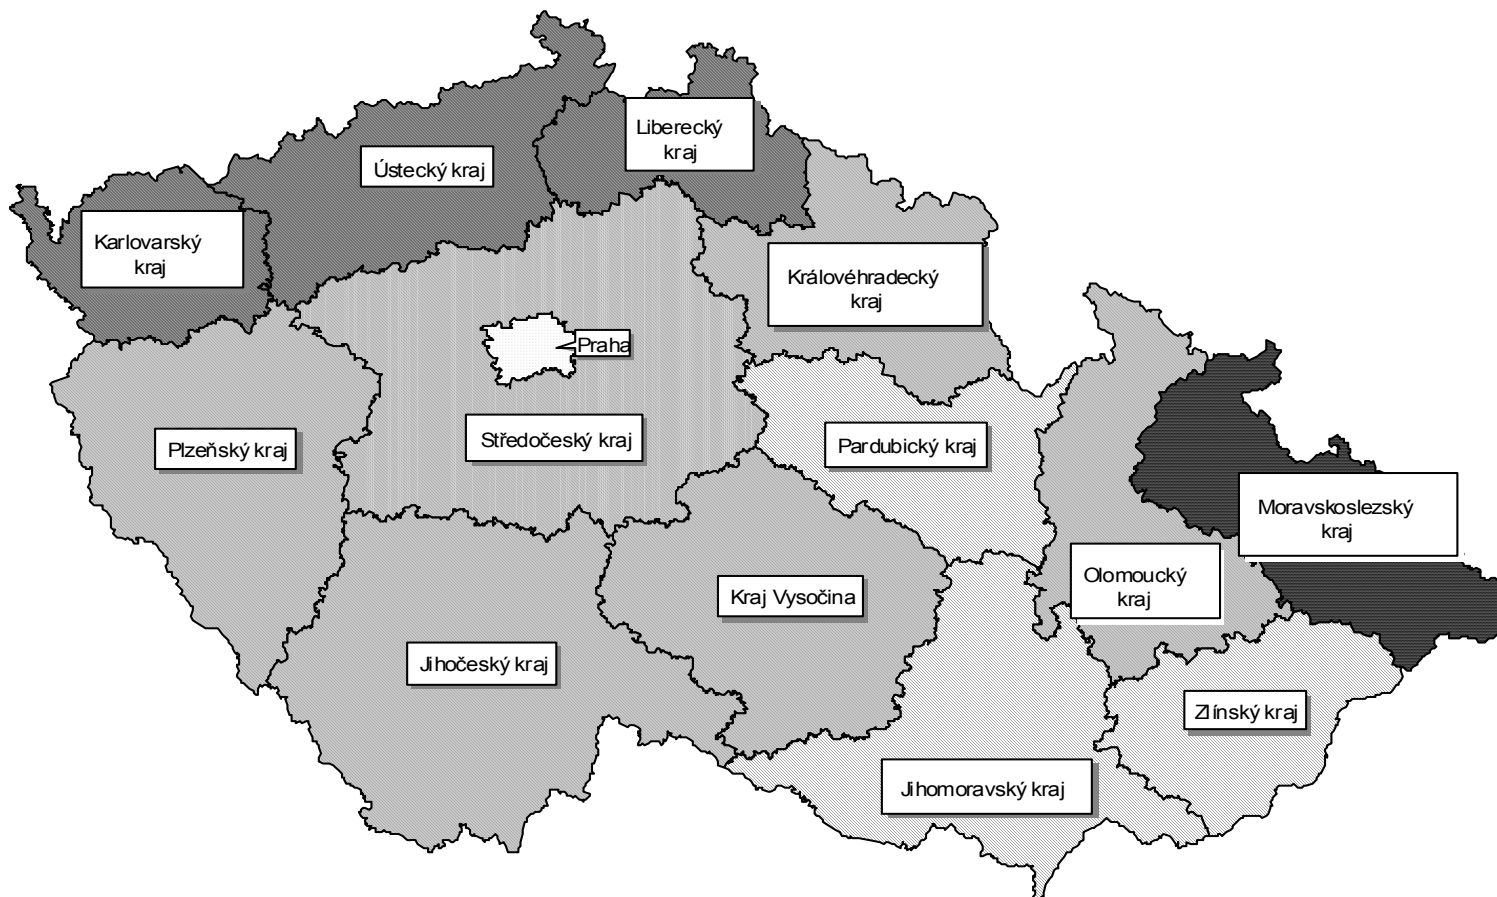 Liberecký
kraj
Ústecký kraj
Karlovarský
kraj
Královéhradecký
kraj
Praha
Plzeňský kraj
Středočeský kraj
Pardubický kraj
Moravskoslezský
kraj
Olomoucký
kraj
Kraj Vysočina
Jihočeský kraj
Zlínský kraj
Jihomoravský kraj